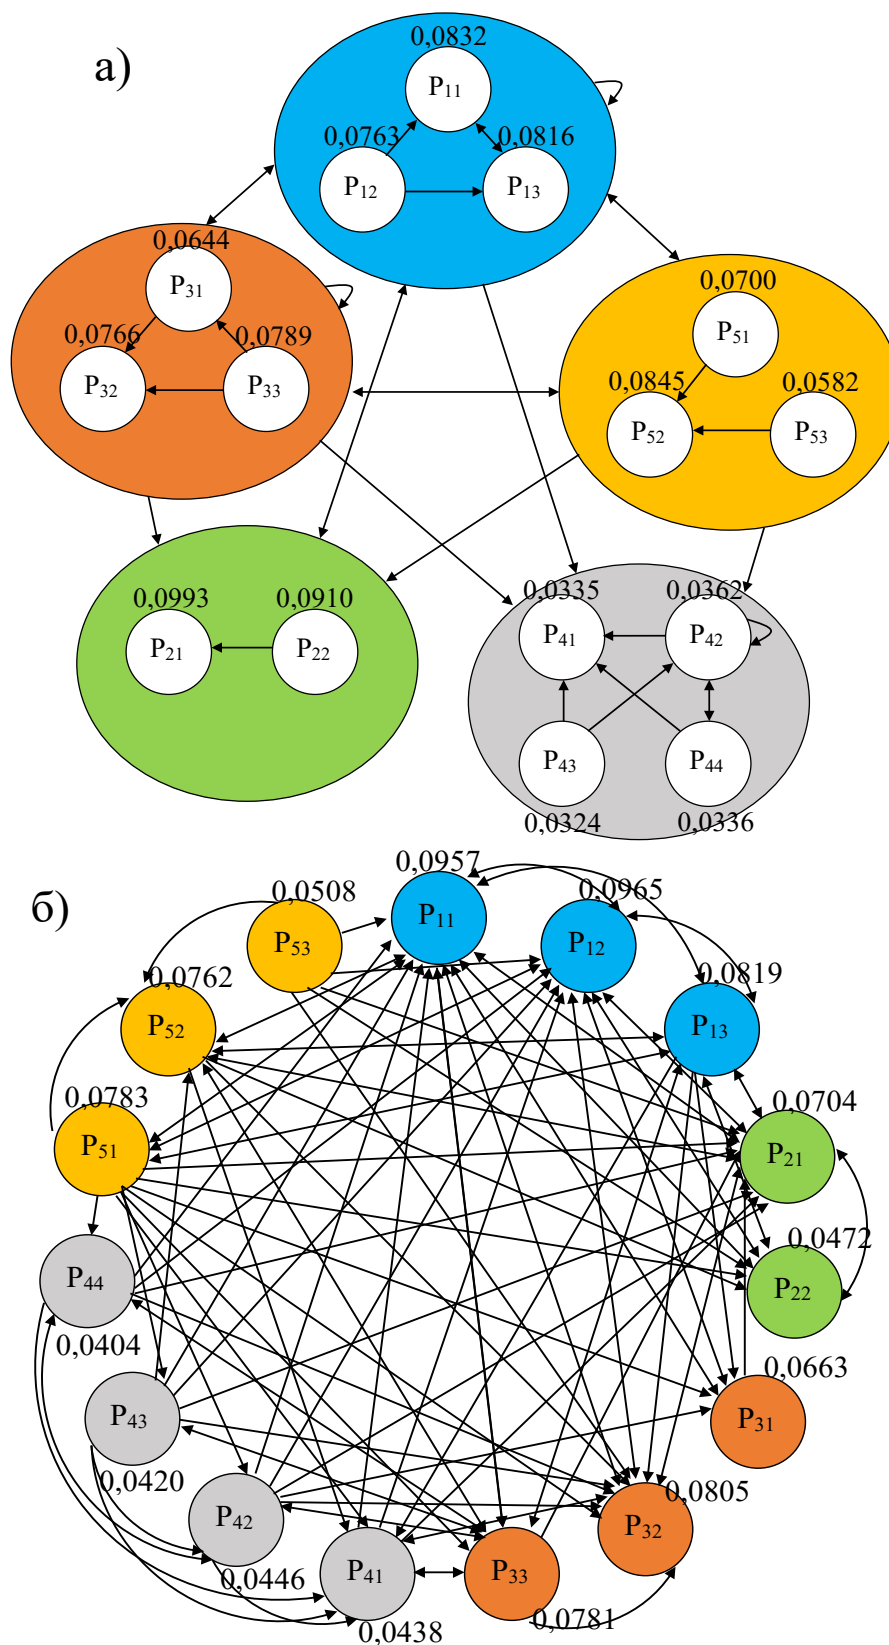 а)
0,0832
P11
0,0763
0,0816
P12
P13
0,0644
P31
0,0766
0,0789
P32
P33
0,0700
P51
0,0845
0,0582
P52
P53
0,0993
0,0910
P21
P22
0,0335
0,0362
P41
P42
P43
P44
0,0324
0,0336
б)
0,0508
0,0957
0,0965
P53
P11
P12
0,0762
0,0819
P52
P13
0,0783
0,0704
P51
P21
0,0472
P44
P22
0,0404
0,0663
P43
P31
0,0420
0,0805
P42
P32
0,0446
P41
P33
0,0438
0,0781